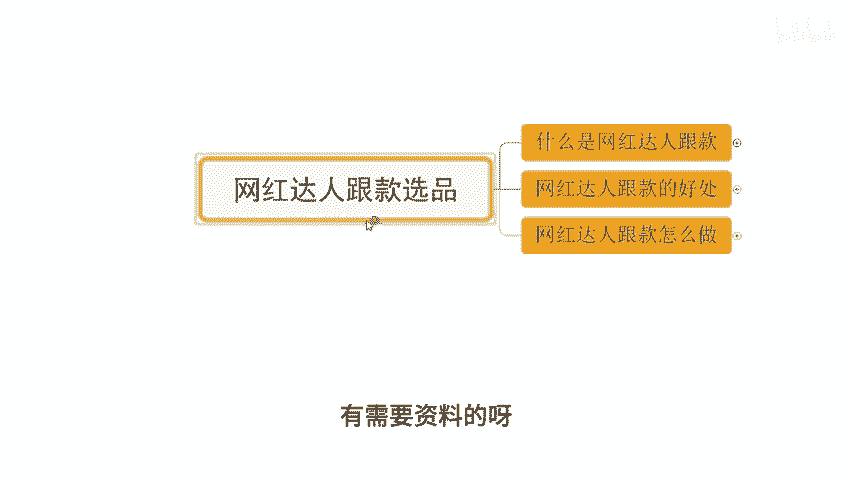 什么是网红达人跟款
网红达人跟款选品
网红达人跟款的好处
网红达人跟款怎么做
有需要资料的呀